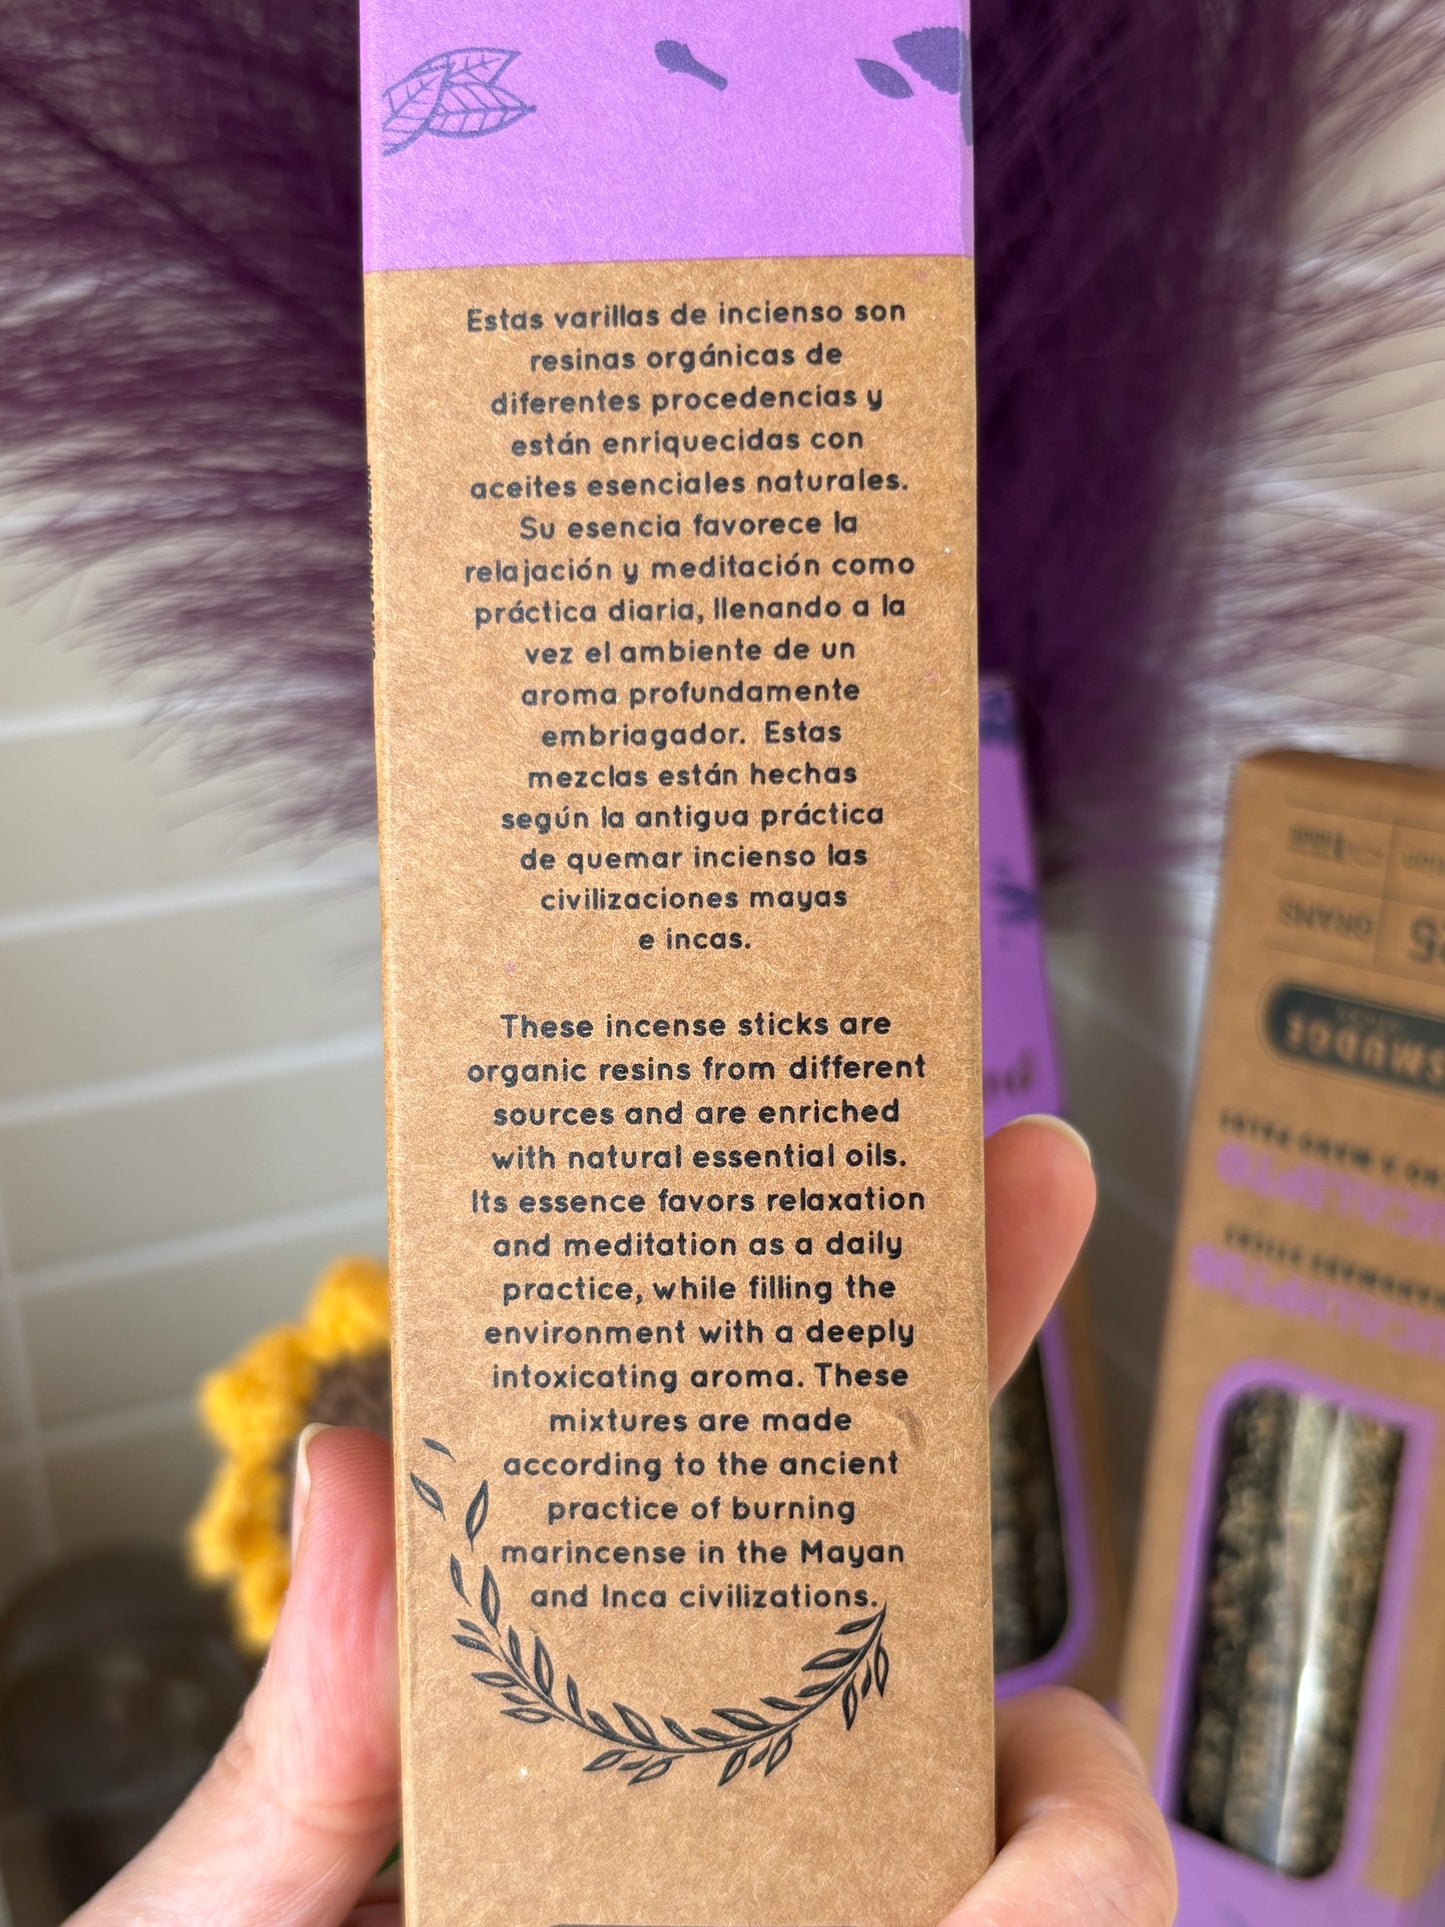 Estas varillas de incienso son
resinas orgánicas de
diferentes procedencias y
están enriquecidas con
aceites esenciales naturales.
Su esencia favorece la
relajación y meditación como
práctica diaria, llenando a la
vez el ambiente de un
aroma profundamente
embriagador. Estas
mezclas están hechas
según la antigua práctica
de quemar incienso las
civilizaciones mayas
e incas.
These incense sticks are
organic resins from different
sources and are enriched
with natural essential oils.
Its essence favors relaxation
and meditation as a daily
practice, while filling the
environment with a deeply
intoxicating aroma. These
mixtures are made
according to the ancient
practice of burning
marincense in the Mayan
and Inca civilizations.
GRAMS
SMUDGE